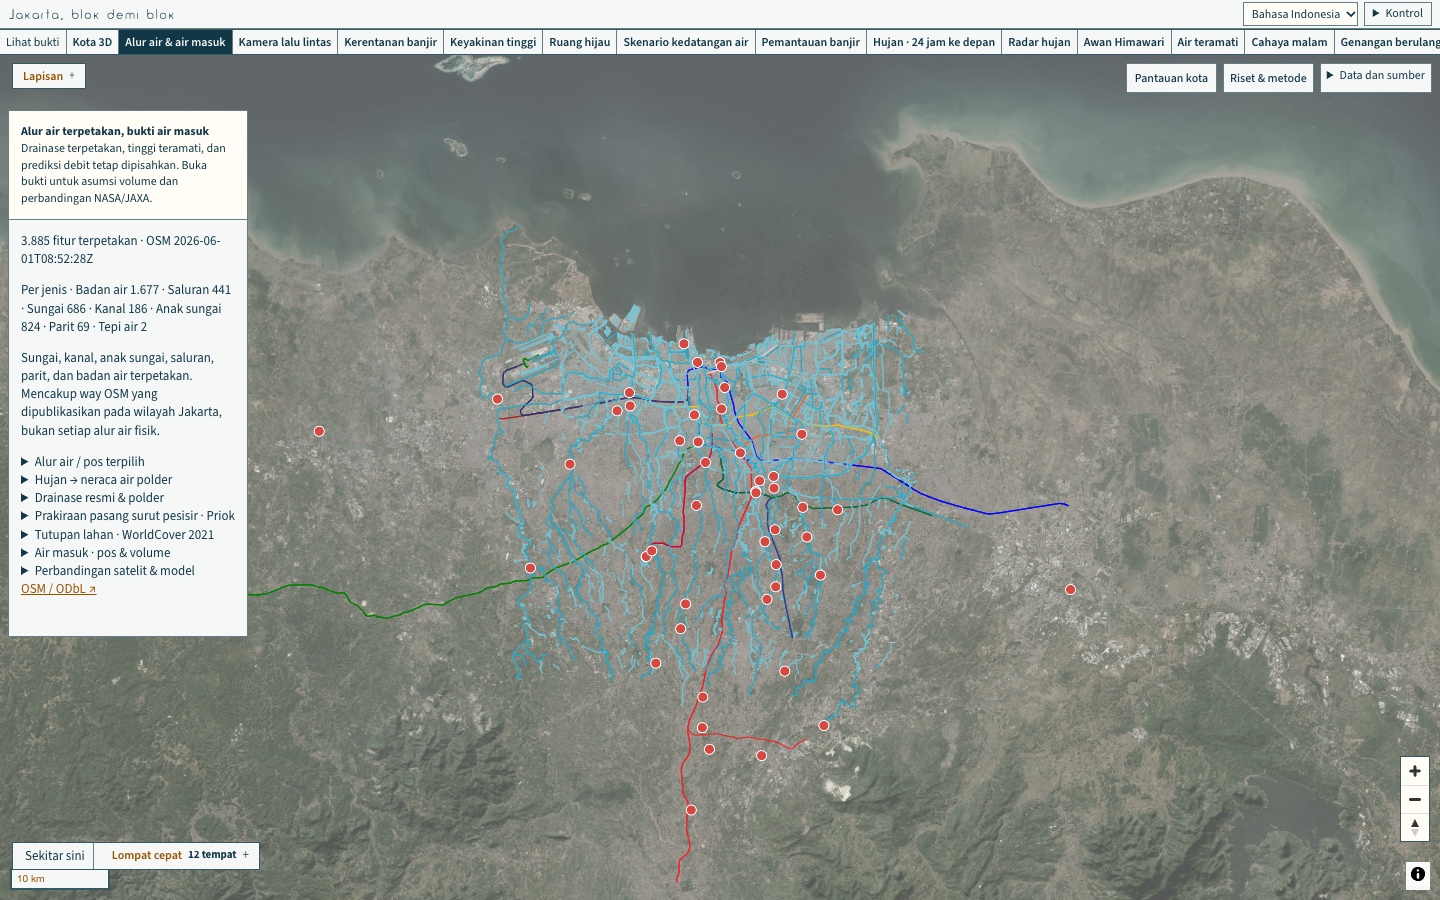 Jakarta, blok demi blok
Bahasa Indonesia
Kontrol
Lihat bukti
Kota 3D
Alur air & air masuk
Kamera lalu lintas
Kerentanan banjir
Keyakinan tinggi
Ruang hijau
Skenario kedatangan air
Pemantauan banjir
Hujan · 24 jam ke depan
Radar hujan
Awan Himawari
Air teramati
Cahaya malam
Genangan berulang
Lapisan +
Pantauan kota
Riset & metode
Data dan sumber
Alur air terpetakan, bukti air masuk
Drainase terpetakan, tinggi teramati, dan
prediksi debit tetap dipisahkan. Buka
bukti untuk asumsi volume dan
perbandingan NASA/JAXA.
3.885 fitur terpetakan · OSM 2026-06-
01T08:52:28Z
Per jenis · Badan air 1.677 · Saluran 441
· Sungai 686 · Kanal 186 · Anak sungai
824 · Parit 69 · Tepi air 2
Sungai, kanal, anak sungai, saluran,
parit, dan badan air terpetakan.
Mencakup way OSM yang
dipublikasikan pada wilayah Jakarta,
bukan setiap alur air fisik.
Alur air / pos terpilih
Hujan → neraca air polder
Drainase resmi & polder
Prakiraan pasang surut pesisir · Priok
Tutupan lahan · WorldCover 2021
Air masuk · pos & volume
Perbandingan satelit & model
OSM / ODbL ↗
Sekitar sini
Lompat cepat 12 tempat +
10 km